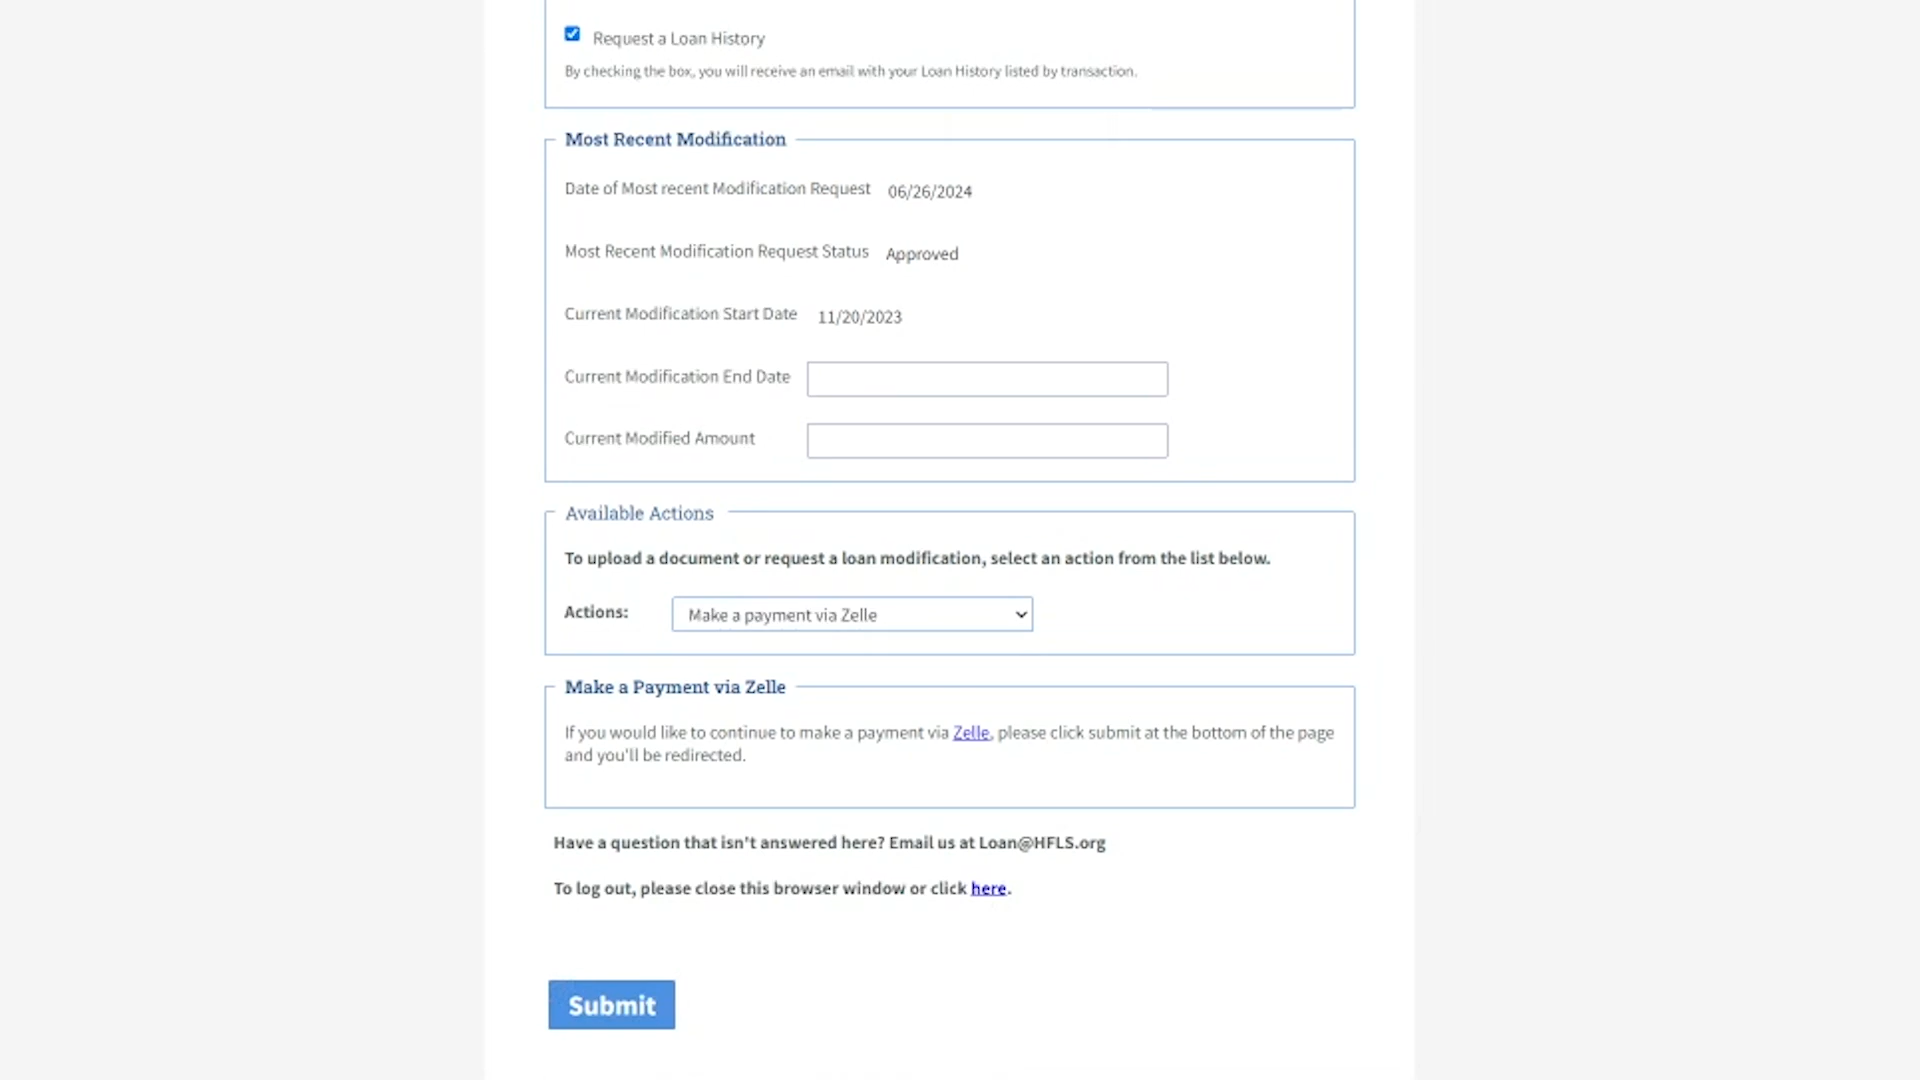 Request a Loan History
By checking the box, you will receive an email with your Loan History listed by transaction.
Most Recent Modification
Date of Most recent Modification Request 06/26/2024
Most Recent Modification Request Status Approved
Current Modification Start Date 11/20/2023
Current Modification End Date
Current Modified Amount
Available Actions
To upload a document or request a loan modification, select an action from the list below.
Actions: Make a payment via Zelle
Make a Payment via Zelle
If you would like to continue to make a payment via Zelle, please click submit at the bottom of the page
and you'll be redirected.
Have a question that isn't answered here? Email us at Loan@HFLS.org
To log out, please close this browser window or click here.
Submit